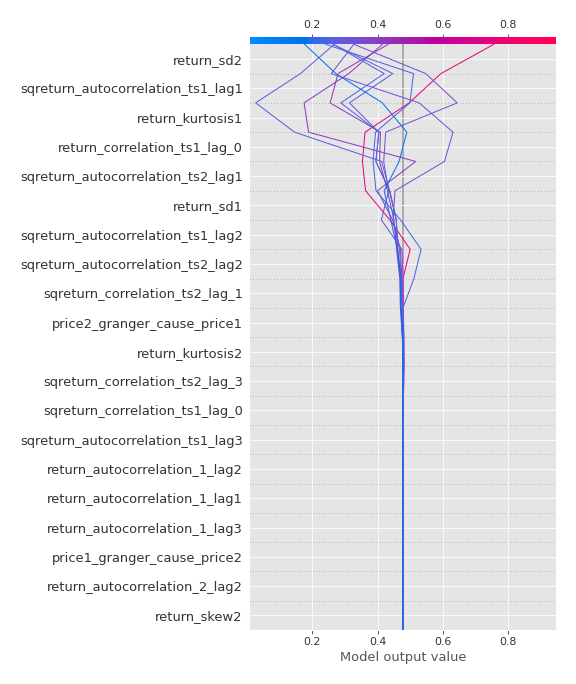 0.2 0.4 0.6 0.8
return_sd2
sqreturn_autocorrelation_ts1_lag1
return_kurtosis1
return_correlation_ts1_lag_0
sqreturn_autocorrelation_ts2_lag1
return_sd1
sqreturn_autocorrelation_ts1_lag2
sqreturn_autocorrelation_ts2_lag2
sqreturn_correlation_ts2_lag_1
price2_granger_cause_price1
return_kurtosis2
sqreturn_correlation_ts2_lag_3
sqreturn_correlation_ts1_lag_0
sqreturn_autocorrelation_ts1_lag3
return_autocorrelation_1_lag2
return_autocorrelation_1_lag1
return_autocorrelation_1_lag3
price1_granger_cause_price2
return_autocorrelation_2_lag2
return_skew2
0.2 0.4 0.6 0.8
Model output value